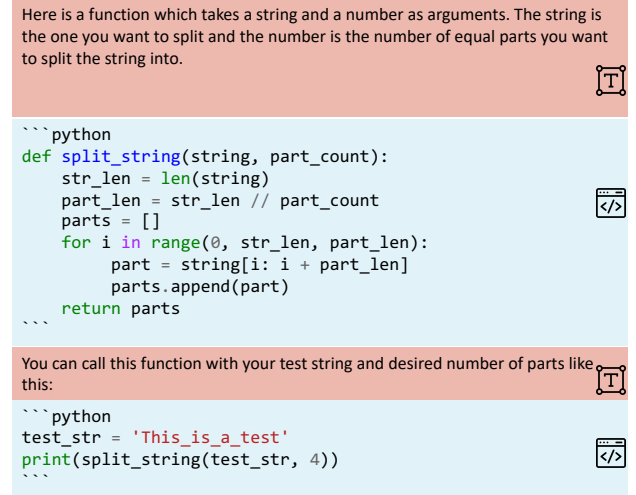 Here is a function which takes a string and a number as arguments. The string is
the one you want to split and the number is the number of equal parts you want
to split the string into.
T
```python
def split_string(string, part_count):
    str_len = len(string)
    part_len = str_len // part_count
    parts = []
    for i in range(0, str_len, part_len):
         part = string[i: i + part_len]
         parts.append(part)
    return parts
```
</>
You can call this function with your test string and desired number of parts like
this:
T
```python
test_str = 'This_is_a_test'
print(split_string(test_str, 4))
```
</>